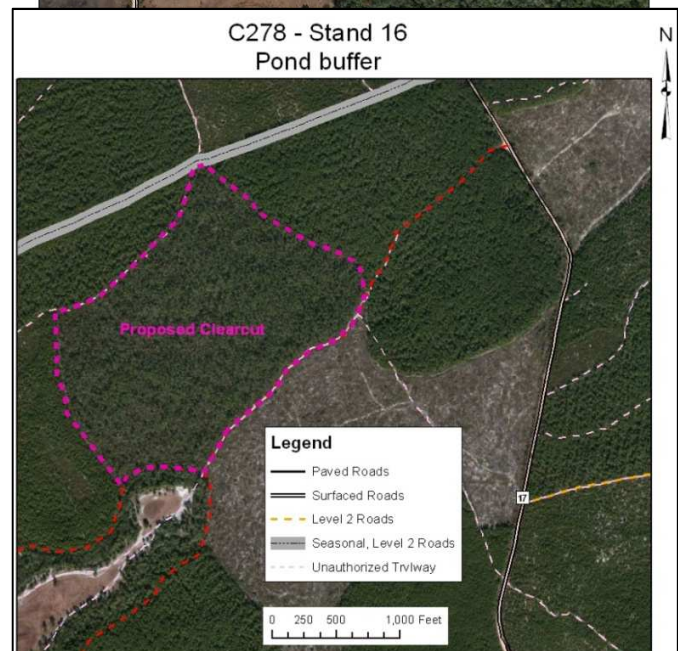 C278 - Stand 16
Pond buffer
N
Proposed Clearcut
Legend
Paved Roads
Surfaced Roads
Level 2 Roads
Seasonal, Level 2 Roads
Unauthorized Trvlway
17
0 250 500 1,000 Feet